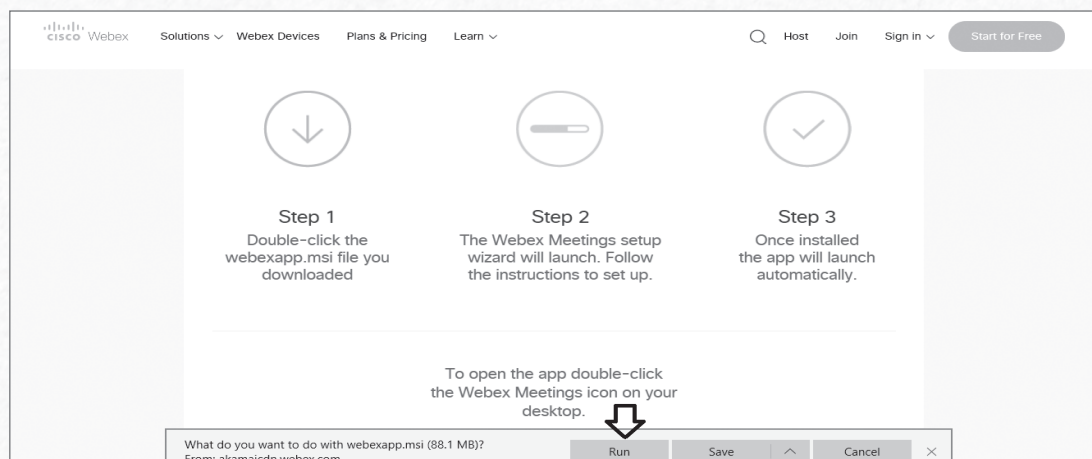 CISCO Webex Solutions Webex Devices Plans & Pricing Learn Host Join Sign in Start for Free
Step 1
Double-click the
webexapp.msi file you
downloaded
Step 2
The Webex Meetings setup
wizard will launch. Follow
the instructions to set up.
Step 3
Once installed
the app will launch
automatically.
To open the app double-click
the Webex Meetings icon on your
desktop.
What do you want to do with webexapp.msi (88.1 MB)? Run Save Cancel
From: akamaicdn.webex.com